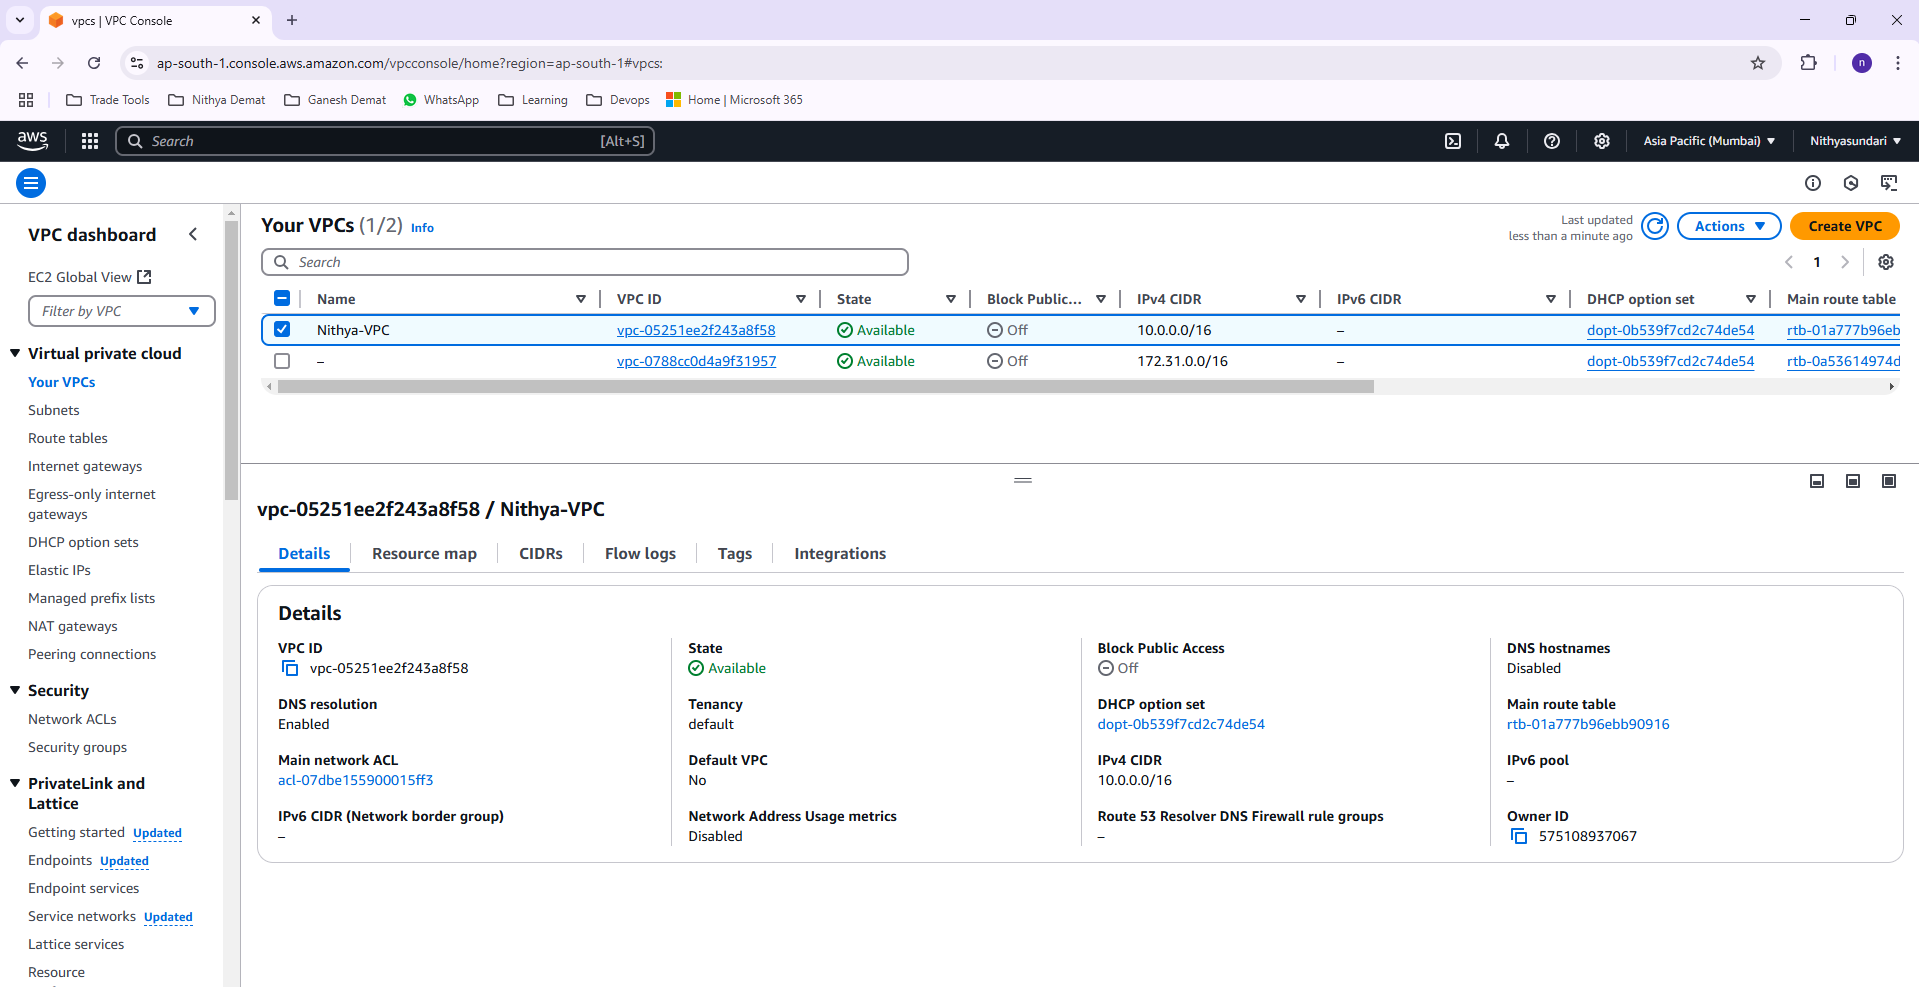 vpcs | VPC Console
ap-south-1.console.aws.amazon.com/vpcconsole/home?region=ap-south-1#vpcs:
n
Trade Tools
Nithya Demat
Ganesh Demat
WhatsApp
Learning
Devops
Home | Microsoft 365
aws
Search
[Alt+S]
Asia Pacific (Mumbai)
Nithyasundari
VPC dashboard
EC2 Global View
Filter by VPC
Virtual private cloud
Your VPCs
Subnets
Route tables
Internet gateways
Egress-only internet
gateways
DHCP option sets
Elastic IPs
Managed prefix lists
NAT gateways
Peering connections
Security
Network ACLs
Security groups
PrivateLink and
Lattice
Getting started Updated
Endpoints Updated
Endpoint services
Service networks Updated
Lattice services
Resource
Your VPCs (1/2) Info
Last updated
less than a minute ago
Actions
Create VPC
Search
1
Name VPC ID State Block Public... IPv4 CIDR IPv6 CIDR DHCP option set Main route table
Nithya-VPC vpc-05251ee2f243a8f58 Available Off 10.0.0.0/16 – dopt-0b539f7cd2c74de54 rtb-01a777b96eb
– vpc-0788cc0d4a9f31957 Available Off 172.31.0.0/16 – dopt-0b539f7cd2c74de54 rtb-0a53614974d
vpc-05251ee2f243a8f58 / Nithya-VPC
Details Resource map CIDRs Flow logs Tags Integrations
Details
VPC ID
vpc-05251ee2f243a8f58
State
Available
Block Public Access
Off
DNS hostnames
Disabled
DNS resolution
Enabled
Tenancy
default
DHCP option set
dopt-0b539f7cd2c74de54
Main route table
rtb-01a777b96ebb90916
Main network ACL
acl-07dbe155900015ff3
Default VPC
No
IPv4 CIDR
10.0.0.0/16
IPv6 pool
–
IPv6 CIDR (Network border group)
–
Network Address Usage metrics
Disabled
Route 53 Resolver DNS Firewall rule groups
–
Owner ID
575108937067